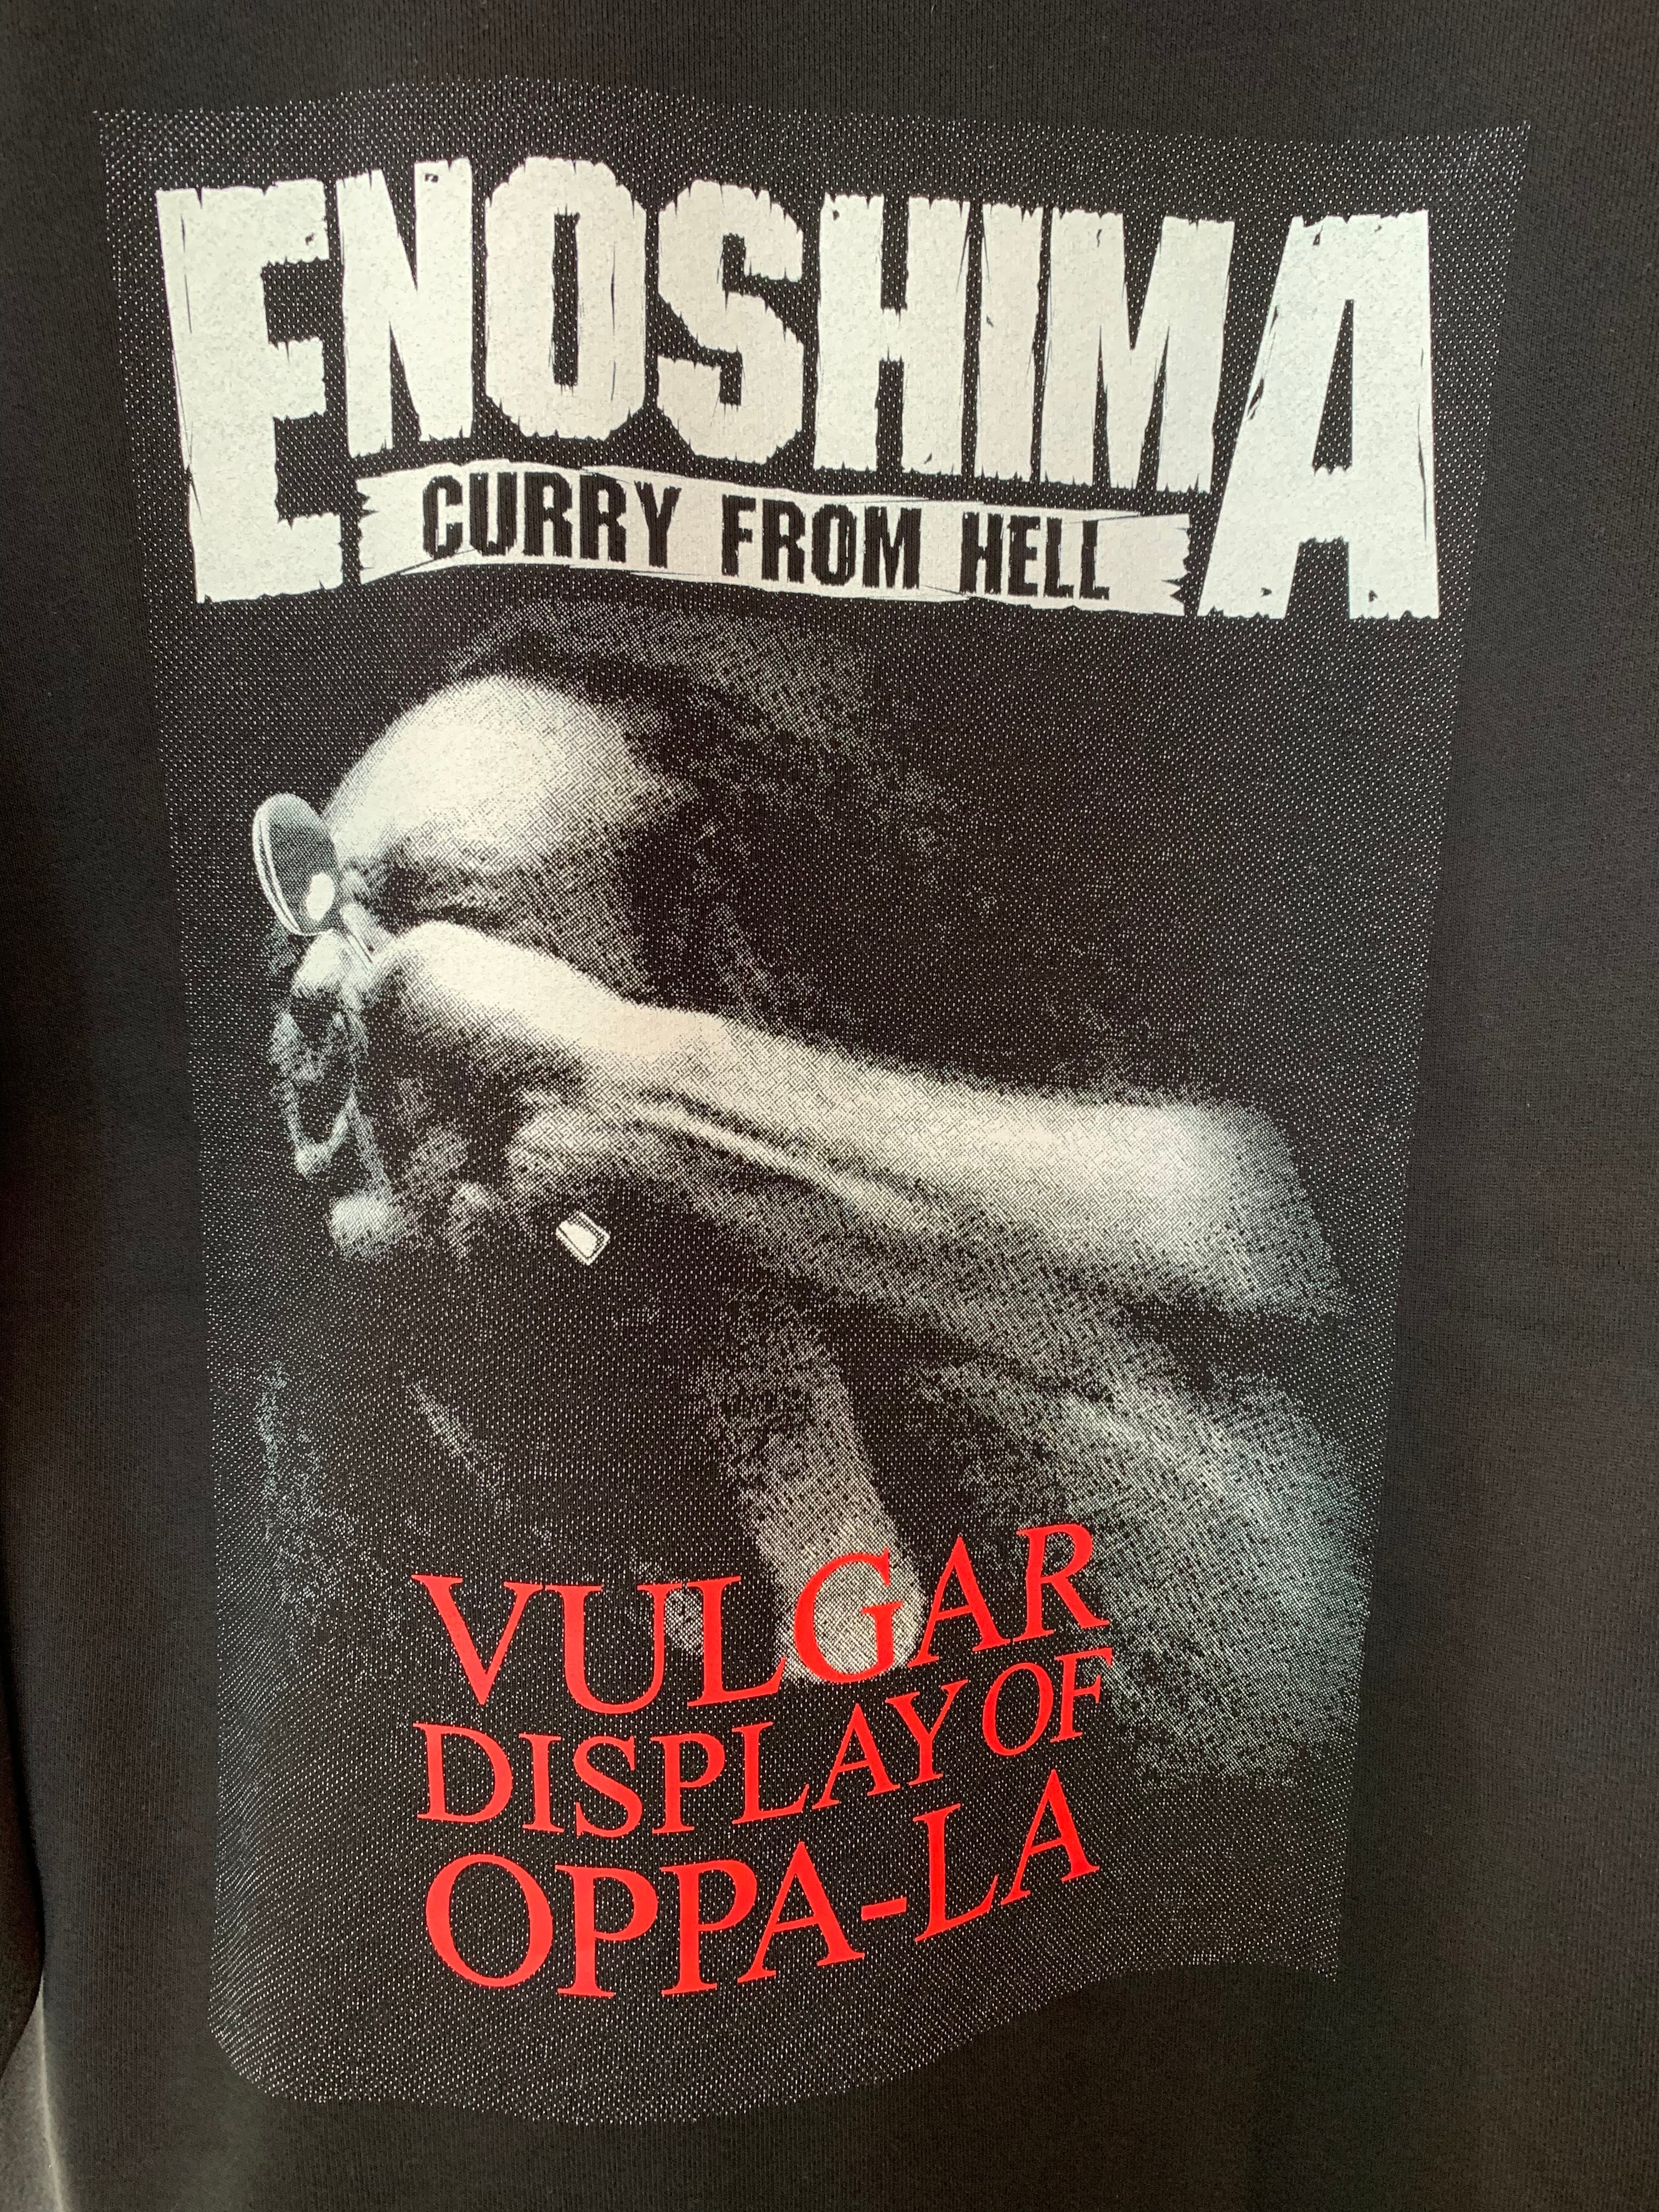 ENOSHIMA
CURRY FROM HELL
VULGAR
DISPLAY OF
OPPA-LA